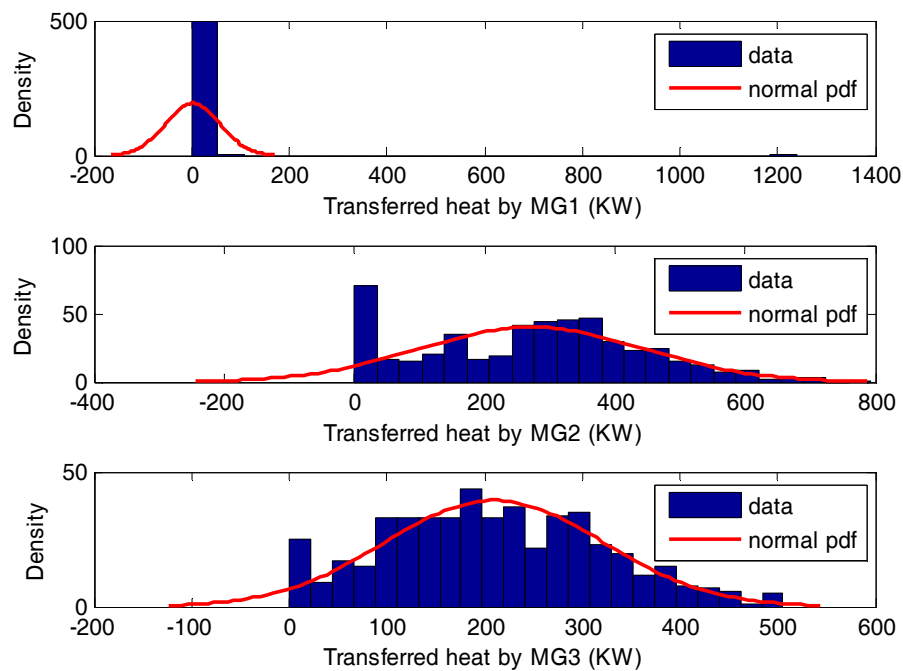 500
data
normal pdf
Density
0
-200 0 200 400 600 800 1000 1200 1400
Transferred heat by MG1 (KW)
100
data
normal pdf
Density
50
0
-400 -200 0 200 400 600 800
Transferred heat by MG2 (KW)
50
data
normal pdf
Density
0
-200 -100 0 100 200 300 400 500 600
Transferred heat by MG3 (KW)